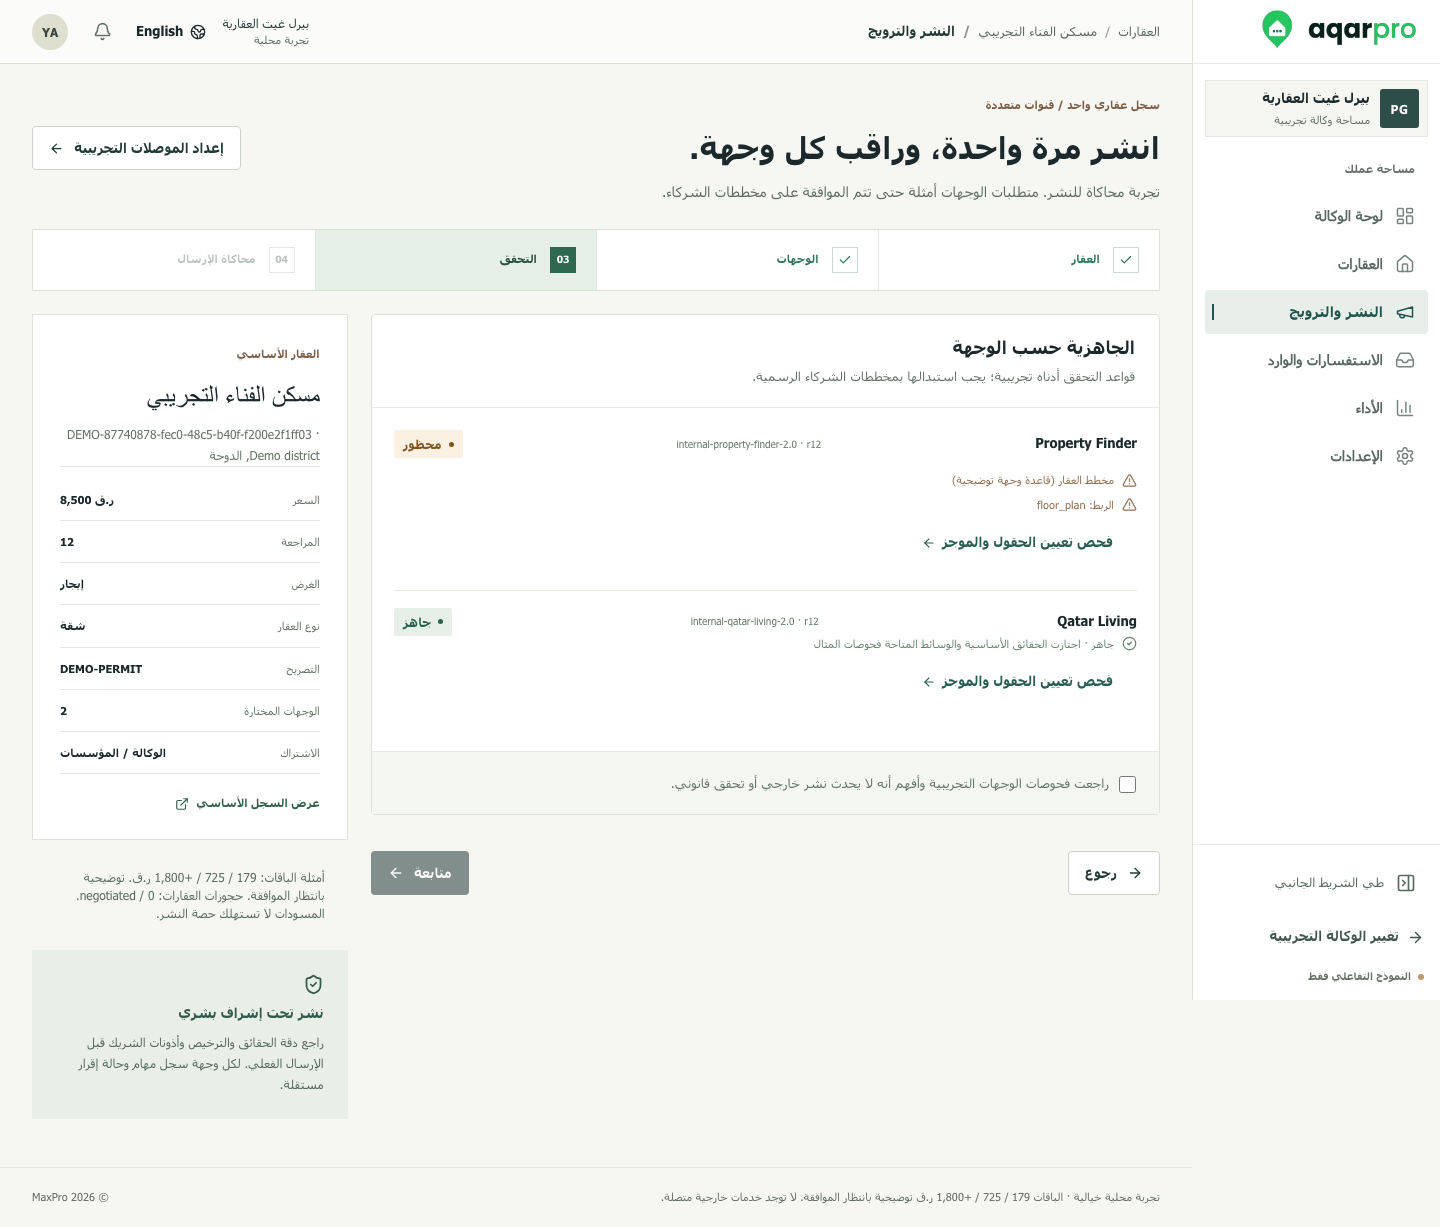 aqarpro
PG
بيرل غيت العقارية
مساحة وكالة تجريبية
مساحة عملك
لوحة الوكالة
العقارات
النشر والترويج
الاستفسارات والوارد
الأداء
الإعدادات
طي الشريط الجانبي
تغيير الوكالة التجريبية
النموذج التفاعلي فقط
العقارات / مسكن الفناء التجريبي / النشر والترويج
بيرل غيت العقارية
تجربة محلية
English
YA
سجل عقاري واحد / قنوات متعددة
انشر مرة واحدة، وراقب كل وجهة.
تجربة محاكاة للنشر. متطلبات الوجهات أمثلة حتى تتم الموافقة على مخططات الشركاء.
إعداد الموصلات التجريبية
العقار
الوجهات
03 التحقق
04 محاكاة الإرسال
الجاهزية حسب الوجهة
قواعد التحقق أدناه تجريبية؛ يجب استبدالها بمخططات الشركاء الرسمية.
Property Finder
internal-property-finder-2.0 · r12
محظور
مخطط العقار (قاعدة وجهة توضيحية)
الربط: floor_plan
فحص تعيين الحقول والموجز
Qatar Living
internal-qatar-living-2.0 · r12
جاهز
جاهز · اجتازت الحقائق الأساسية والوسائط المتاحة فحوصات المثال
فحص تعيين الحقول والموجز
راجعت فحوصات الوجهات التجريبية وأفهم أنه لا يحدث نشر خارجي أو تحقق قانوني.
رجوع
متابعة
العقار الأساسي
مسكن الفناء التجريبي
DEMO-87740878-fec0-48c5-b40f-f200e2f1ff03 ·
Demo district, الدوحة
السعر
8,500 ر.ق
المراجعة
12
الغرض
إيجار
نوع العقار
شقة
التصريح
DEMO-PERMIT
الوجهات المختارة
2
الاشتراك
الوكالة / المؤسسات
عرض السجل الأساسي
أمثلة الباقات: 179 / 725 / +1,800 ر.ق. توضيحية
بانتظار الموافقة. حجوزات العقارات: 0 / negotiated.
المسودات لا تستهلك حصة النشر.
نشر تحت إشراف بشري
راجع دقة الحقائق والترخيص وأذونات الشريك قبل
الإرسال الفعلي. لكل وجهة سجل مهام وحالة إقرار
مستقلة.
تجربة محلية خيالية · الباقات 179 / 725 / +1,800 ر.ق توضيحية بانتظار الموافقة. لا توجد خدمات خارجية متصلة.
© 2026 MaxPro